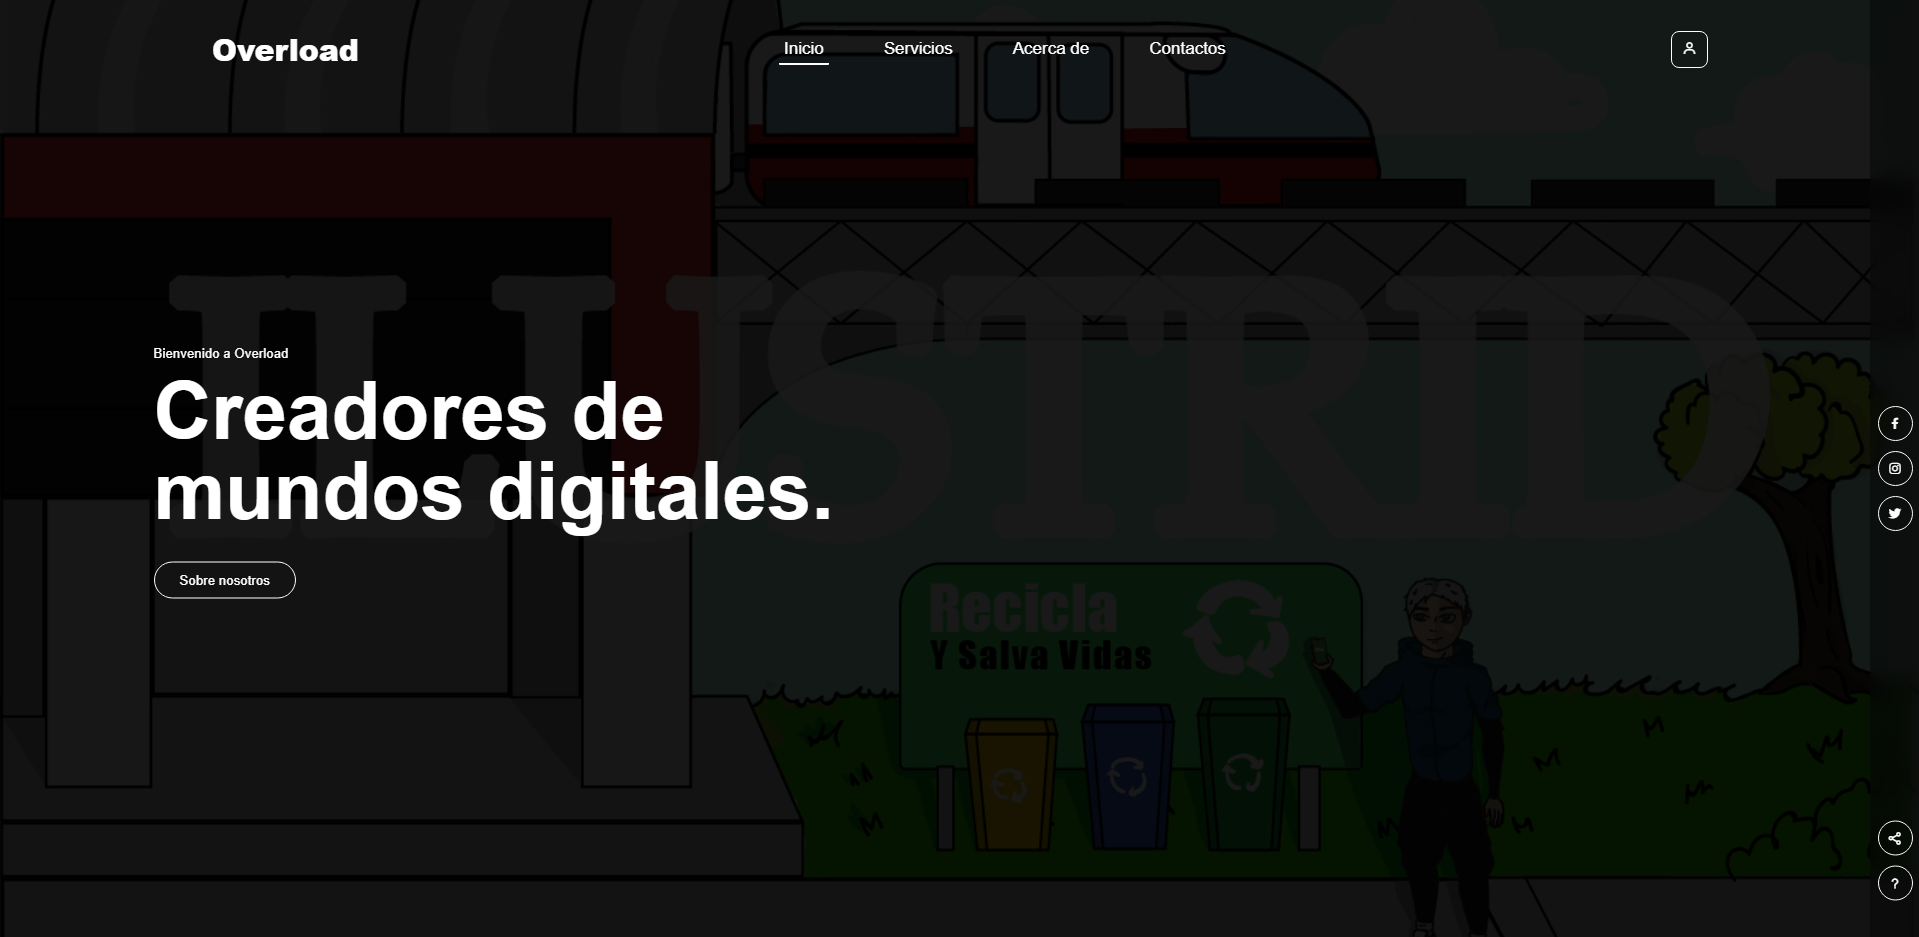 Overload
Inicio
Servicios
Acerca de
Contactos
ILUSTRID
Bienvenido a Overload
Creadores de
mundos digitales.
Sobre nosotros
Recicla
Y Salva Vidas
?